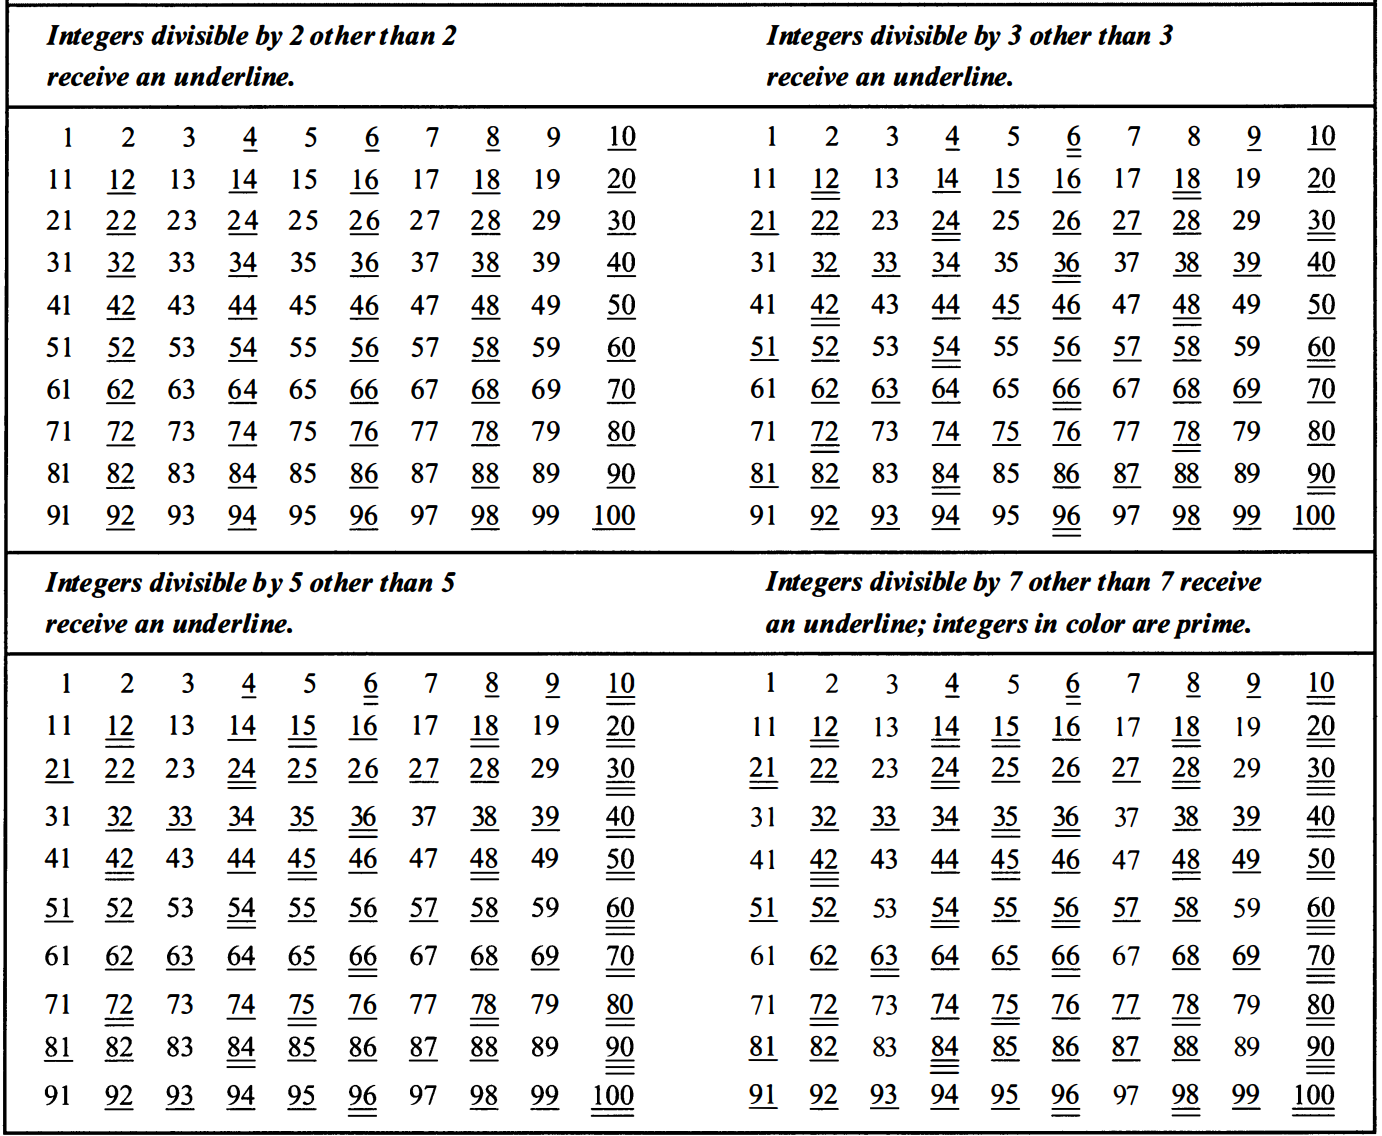 Integers divisible by 2 other than 2
receive an underline.
Integers divisible by 3 other than 3
receive an underline.
1 2 3 4 5 6 7 8 9 10
11 12 13 14 15 16 17 18 19 20
21 22 23 24 25 26 27 28 29 30
31 32 33 34 35 36 37 38 39 40
41 42 43 44 45 46 47 48 49 50
51 52 53 54 55 56 57 58 59 60
61 62 63 64 65 66 67 68 69 70
71 72 73 74 75 76 77 78 79 80
81 82 83 84 85 86 87 88 89 90
91 92 93 94 95 96 97 98 99 100
1 2 3 4 5 6 7 8 9 10
11 12 13 14 15 16 17 18 19 20
21 22 23 24 25 26 27 28 29 30
31 32 33 34 35 36 37 38 39 40
41 42 43 44 45 46 47 48 49 50
51 52 53 54 55 56 57 58 59 60
61 62 63 64 65 66 67 68 69 70
71 72 73 74 75 76 77 78 79 80
81 82 83 84 85 86 87 88 89 90
91 92 93 94 95 96 97 98 99 100
Integers divisible by 5 other than 5
receive an underline.
Integers divisible by 7 other than 7 receive
an underline; integers in color are prime.
1 2 3 4 5 6 7 8 9 10
11 12 13 14 15 16 17 18 19 20
21 22 23 24 25 26 27 28 29 30
31 32 33 34 35 36 37 38 39 40
41 42 43 44 45 46 47 48 49 50
51 52 53 54 55 56 57 58 59 60
61 62 63 64 65 66 67 68 69 70
71 72 73 74 75 76 77 78 79 80
81 82 83 84 85 86 87 88 89 90
91 92 93 94 95 96 97 98 99 100
1 2 3 4 5 6 7 8 9 10
11 12 13 14 15 16 17 18 19 20
21 22 23 24 25 26 27 28 29 30
31 32 33 34 35 36 37 38 39 40
41 42 43 44 45 46 47 48 49 50
51 52 53 54 55 56 57 58 59 60
61 62 63 64 65 66 67 68 69 70
71 72 73 74 75 76 77 78 79 80
81 82 83 84 85 86 87 88 89 90
91 92 93 94 95 96 97 98 99 100